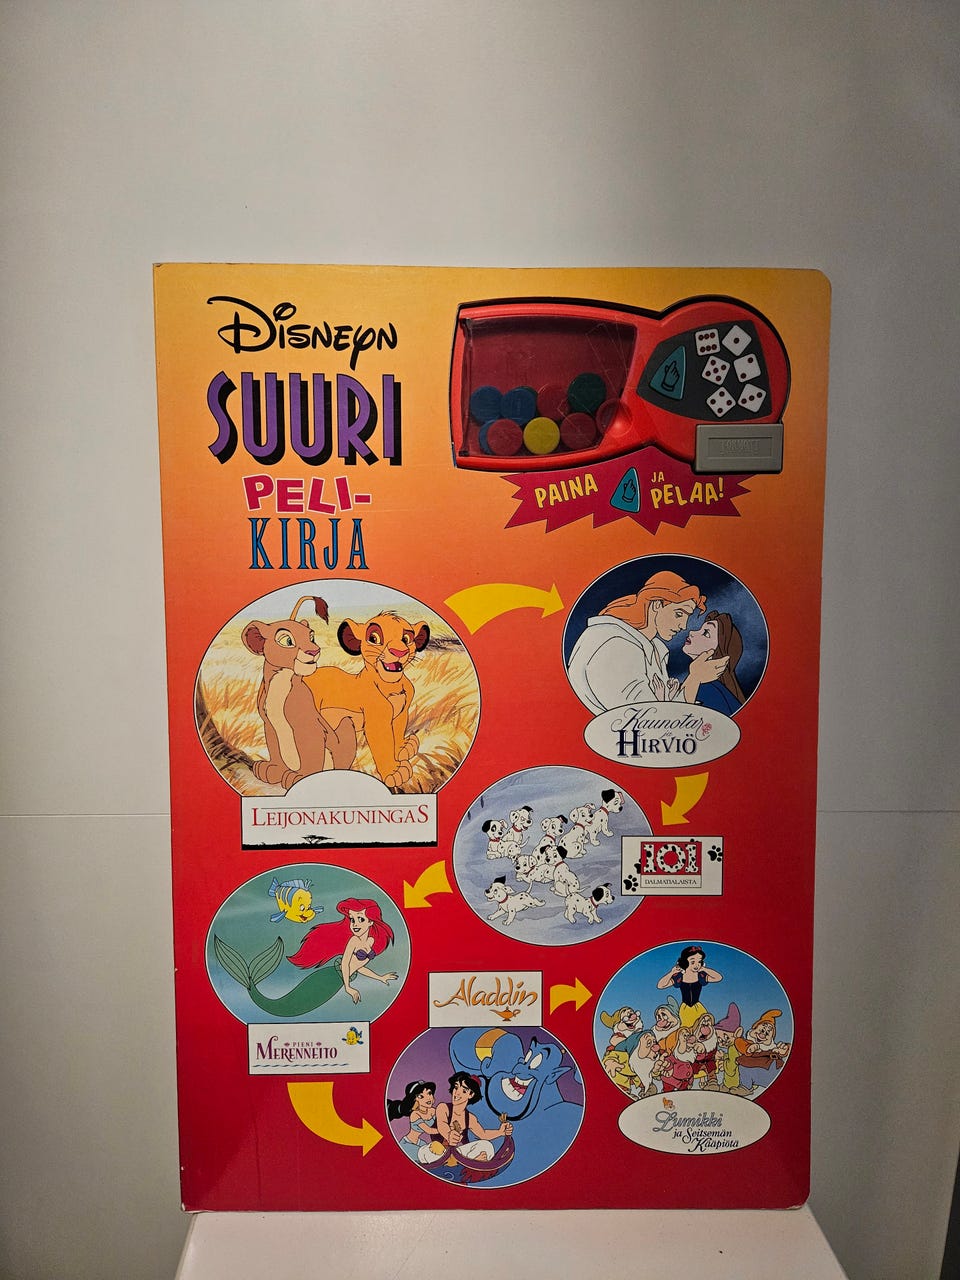 Disneyn
SUURI
PELI-
KIRJA
PAINA JA PELAA!
LEIJONAKUNINGAS
Kaunotar
ja
HIRVIÖ
101
DALMATIALAISTA
PIENI
MERENNEITO
Aladdin
Lumikki
ja Seitsemän
Kääpiötä